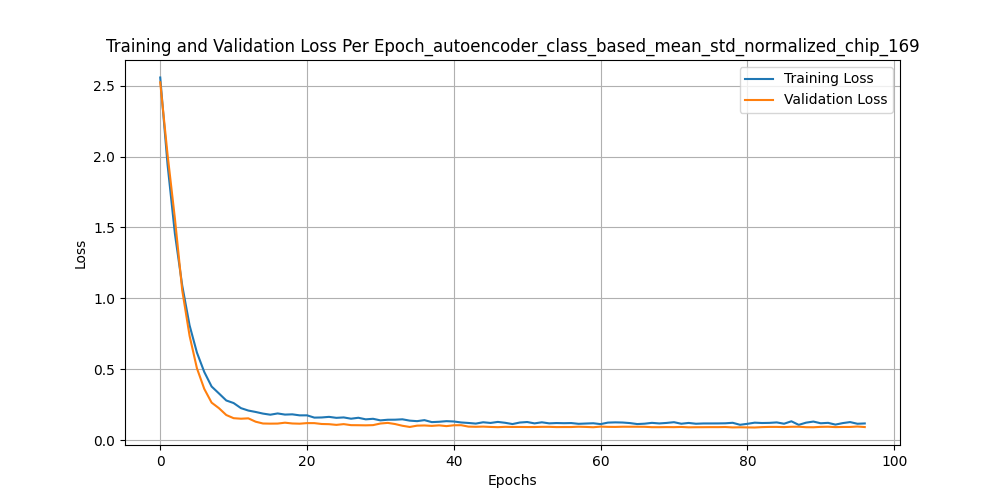 Training and Validation Loss Per Epoch_autoencoder_class_based_mean_std_normalized_chip_169
Training Loss
Validation Loss
2.5
2.0
1.5
1.0
0.5
0.0
Loss
0 20 40 60 80 100
Epochs